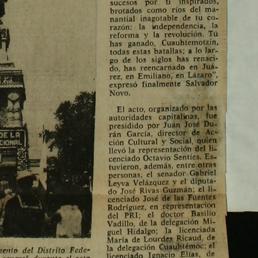 sucesos por ti inspirados,
brotados como ríos del ma-
nantial inagotable de tu co-
razón: la independencia, la
reforma y la revolución. Tú
has ganado, Cuauhtemotzin,
todas estas batallas; a lo lar-
go de los siglos has renaci-
do, has reencarnado en Juá-
rez, en Emiliano, en Lázaro",
expresó finalmente Salvador
Novo.
El acto, organizado por las
autoridades capitalinas, fue
presidido por Juan José Du-
rán García, director de Ac-
ción Cultural y Social, quien
llevó la representación del li-
cenciado Octavio Sentíes. Es-
tuvieron, además, entre otras
personas; el senador Gabriel
Leyva Velázquez y el diputa-
do José Rivas Guzmán; el li-
cenciado José de las Fuentes
Rodríguez, en representación
del PRI; el doctor Basilio
Vadillo, de la delegación Mi-
guel Hidalgo; la licenciada
María de Lourdes Ricaud, de
la delegación Cuauhtémoc; el
licenciado Ignacio Elías, de
DE LA
CIONAL
ento del Distrito Fede-